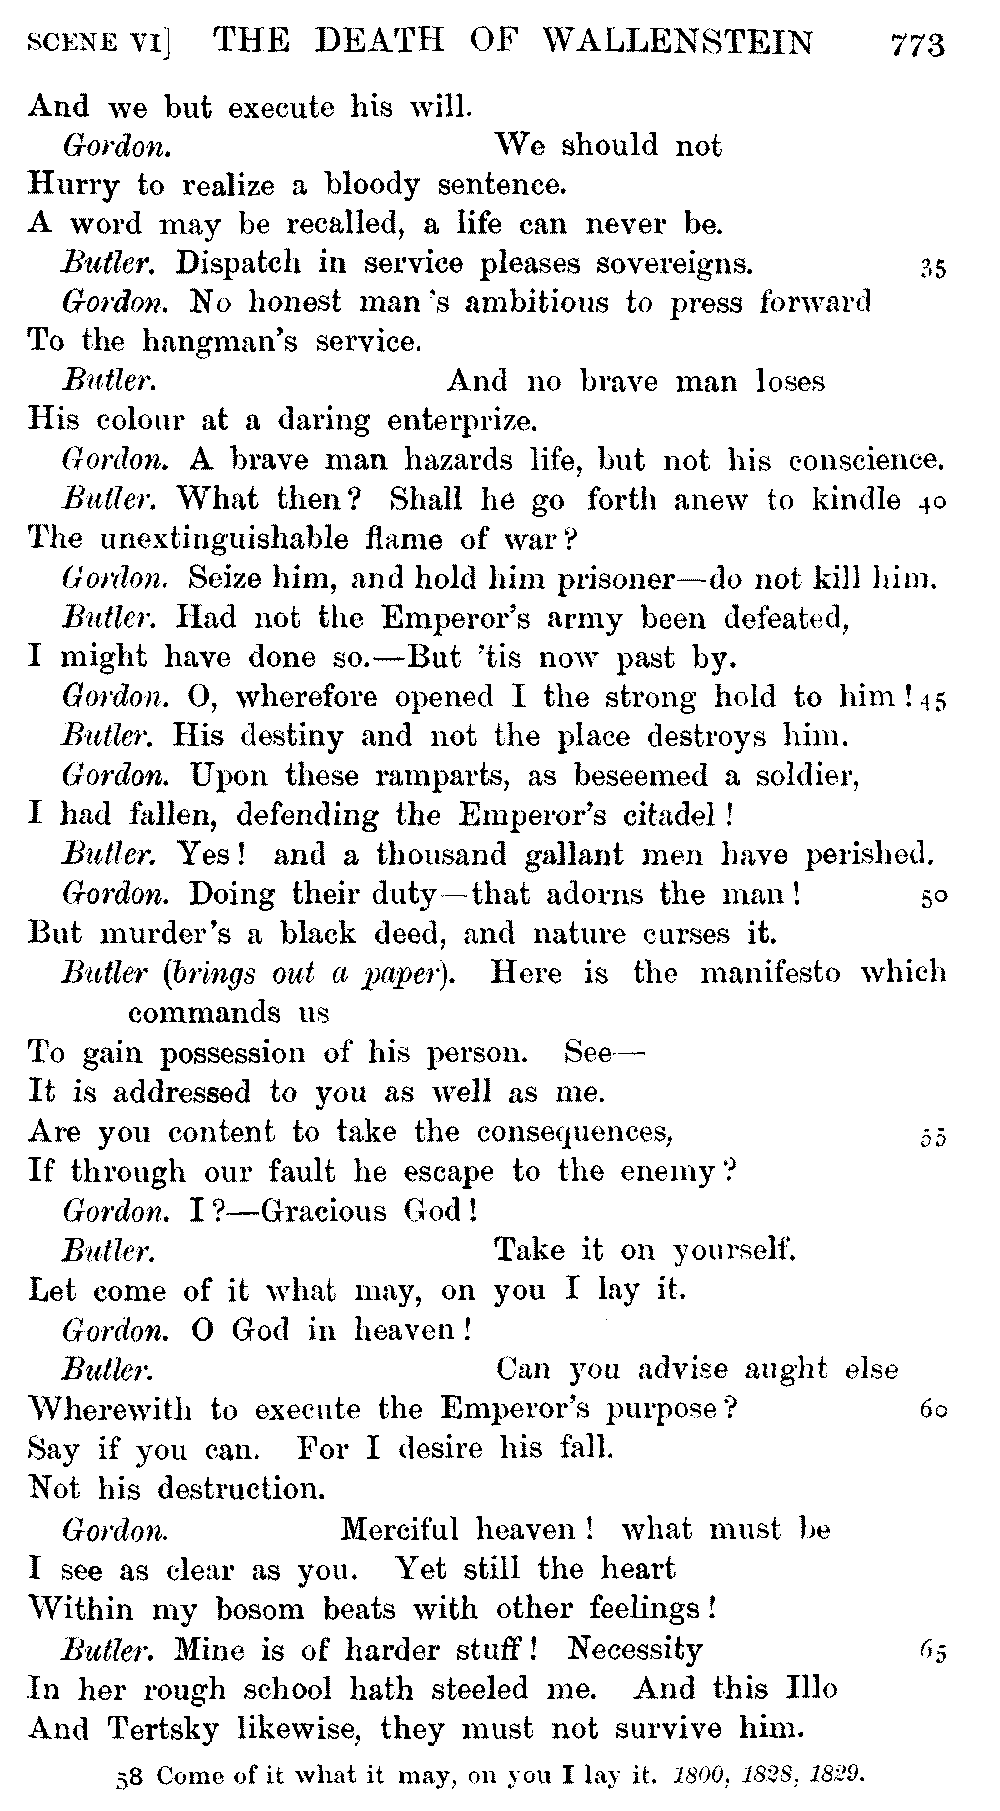 SCENE VI] THE DEATH OF WALLENSTEIN 773
And we but execute his will.
Gordon. We should not
Hurry to realize a bloody sentence.
A word may be recalled, a life can never be.
Butler. Dispatch in service pleases sovereigns. 35
Gordon. No honest man's ambitious to press forward
To the hangman's service.
Butler. And no brave man loses
His colour at a daring enterprize.
Gordon. A brave man hazards life, but not his conscience.
Butler. What then? Shall he go forth anew to kindle 40
The unextinguishable flame of war?
Gordon. Seize him, and hold him prisoner—do not kill him.
Butler. Had not the Emperor's army been defeated,
I might have done so.—But 'tis now past by.
Gordon. O, wherefore opened I the strong hold to him! 45
Butler. His destiny and not the place destroys him.
Gordon. Upon these ramparts, as beseemed a soldier,
I had fallen, defending the Emperor's citadel!
Butler. Yes! and a thousand gallant men have perished.
Gordon. Doing their duty—that adorns the man! 50
But murder's a black deed, and nature curses it.
Butler (brings out a paper). Here is the manifesto which
commands us
To gain possession of his person. See—
It is addressed to you as well as me.
Are you content to take the consequences, 55
If through our fault he escape to the enemy?
Gordon. I?—Gracious God!
Butler. Take it on yourself.
Let come of it what may, on you I lay it.
Gordon. O God in heaven!
Butler. Can you advise aught else
Wherewith to execute the Emperor's purpose? 60
Say if you can. For I desire his fall.
Not his destruction.
Gordon. Merciful heaven! what must be
I see as clear as you. Yet still the heart
Within my bosom beats with other feelings!
Butler. Mine is of harder stuff! Necessity 65
In her rough school hath steeled me. And this Illo
And Tertsky likewise, they must not survive him.
58 Come of it what it may, on you I lay it. 1800, 1828, 1829.